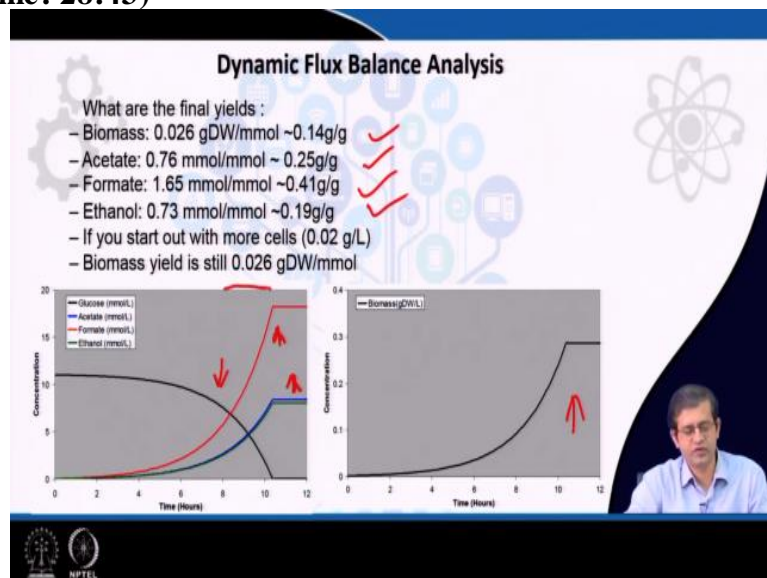 Dynamic Flux Balance Analysis
What are the final yields :
– Biomass: 0.026 gDW/mmol ~0.14g/g
– Acetate: 0.76 mmol/mmol ~ 0.25g/g
– Formate: 1.65 mmol/mmol ~0.41g/g
– Ethanol: 0.73 mmol/mmol ~0.19g/g
– If you start out with more cells (0.02 g/L)
– Biomass yield is still 0.026 gDW/mmol
Glucose (mmol/L)
Acetate (mmol/L)
Formate (mmol/L)
Ethanol (mmol/L)
Concentration
20
15
10
5
0
0 2 4 6 8 10 12
Time (Hours)
Biomass(gDW/L)
Concentration
0.4
0.3
0.2
0.1
0
0 2 4 6 8 10 12
Time (Hours)
NPTEL